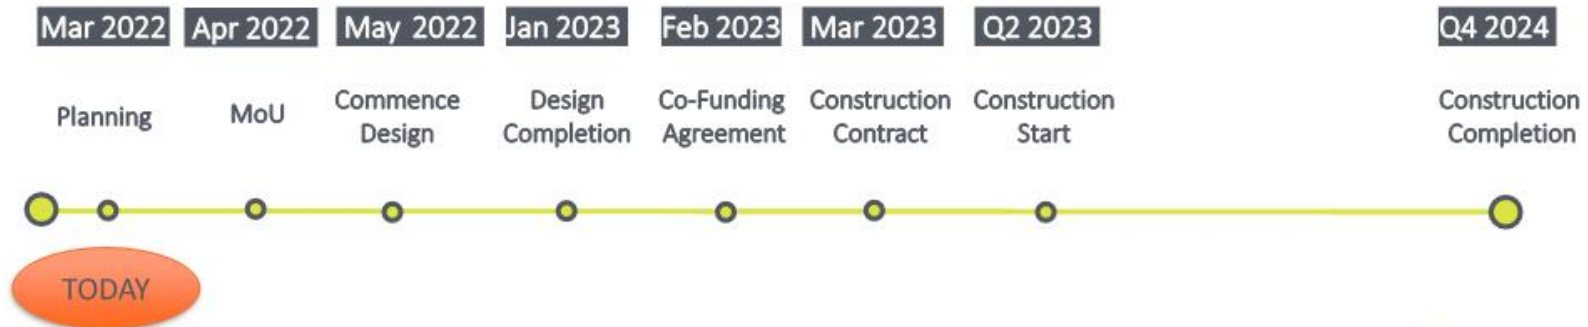 Mar 2022 Apr 2022 May 2022 Jan 2023 Feb 2023 Mar 2023 Q2 2023 Q4 2024
Planning
MoU
Commence
Design
Design
Completion
Co-Funding
Agreement
Construction
Contract
Construction
Start
Construction
Completion
TODAY